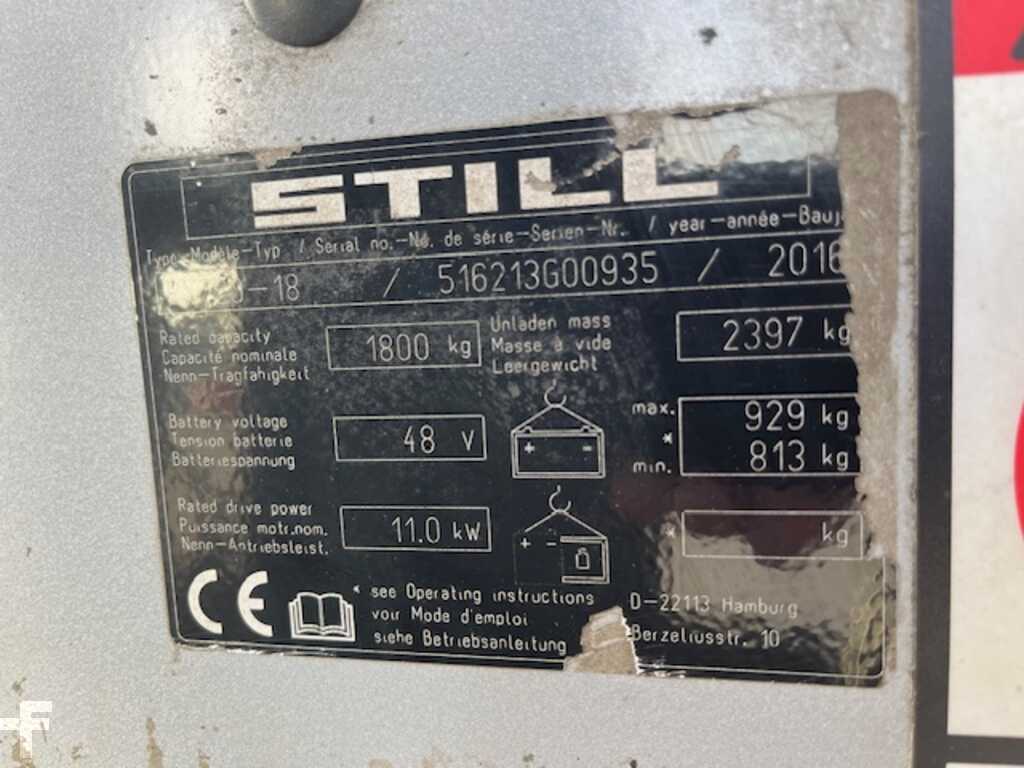 STILL
Type-Modèle-Typ / Serial no.-No. de série-Serien-Nr. / year-année-Bauj
-18 / 516213G00935 / 2016
Rated capacity
Capacité nominale
Nenn-Tragfähigkeit
1800 kg
Unladen mass
Masse à vide
Leergewicht
2397 kg
Battery voltage
Tension batterie
Batteriespannung
48 V
+ -
max. 929 kg
*
min. 813 kg
Rated drive power
Puissance motr.nom.
Nenn-Antriebsleist.
11.0 kW
+ -
* kg
CE
* see Operating instructions
voir Mode d'emploi
siehe Betriebsanleitung
D-22113 Hamburg
Berzeliusstr. 10
F